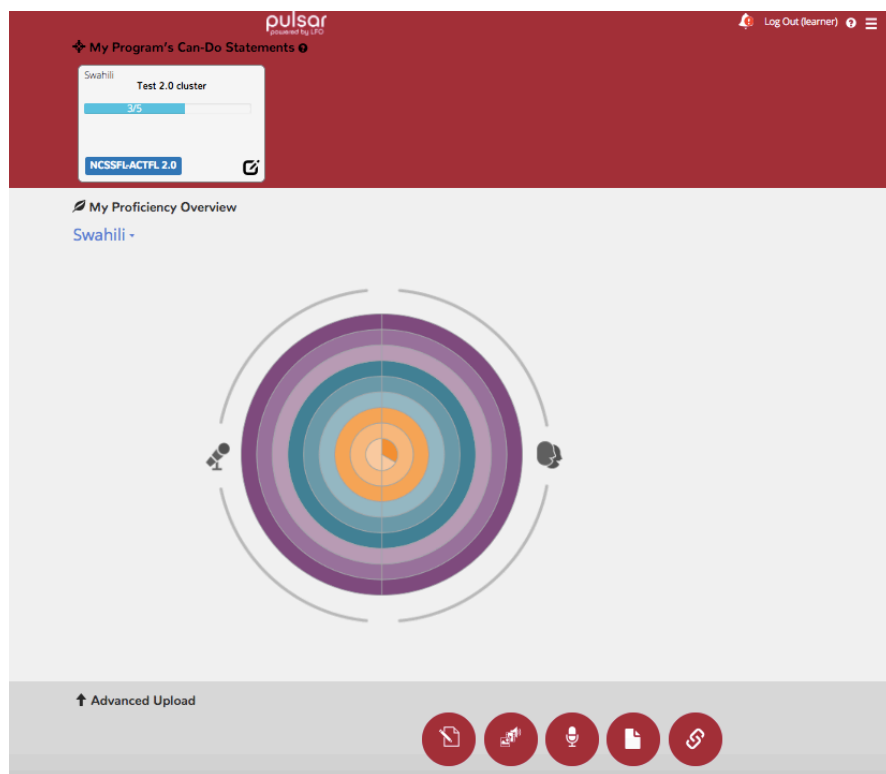 pulsar
powered by LFO
Log Out (learner)
My Program's Can-Do Statements
Swahili
Test 2.0 cluster
3/5
NCSSFL-ACTFL 2.0
My Proficiency Overview
Swahili
Advanced Upload